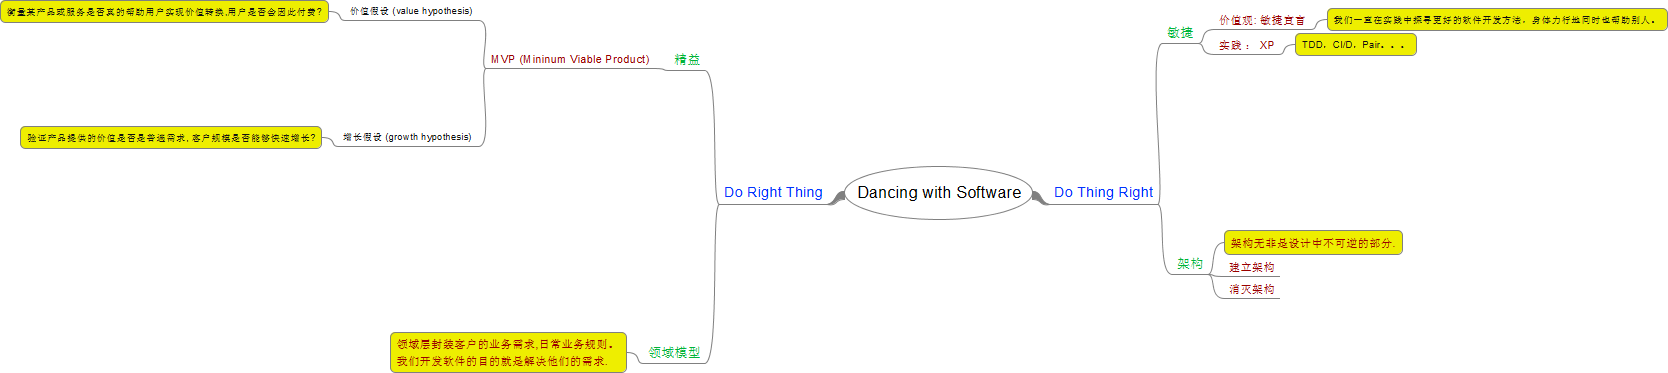 衡量某产品或服务是否真的帮助用户实现价值转换,用户是否会因此付费?
价值假设 (value hypothesis)
MVP (Mininum Viable Product)
精益
验证产品提供的价值是否是普遍需求, 客户规模是否能够快速增长?
增长假设 (growth hypothesis)
Do Right Thing
领域层封装客户的业务需求,日常业务规则。
我们开发软件的目的就是解决他们的需求.
领域模型
Dancing with Software
Do Thing Right
敏捷
价值观: 敏捷宣言
我们一直在实践中探寻更好的软件开发方法，身体力行地同时也帮助别人。
实践： XP
TDD，CI/D，Pair。。。
架构
架构无非是设计中不可逆的部分.
建立架构
消灭架构